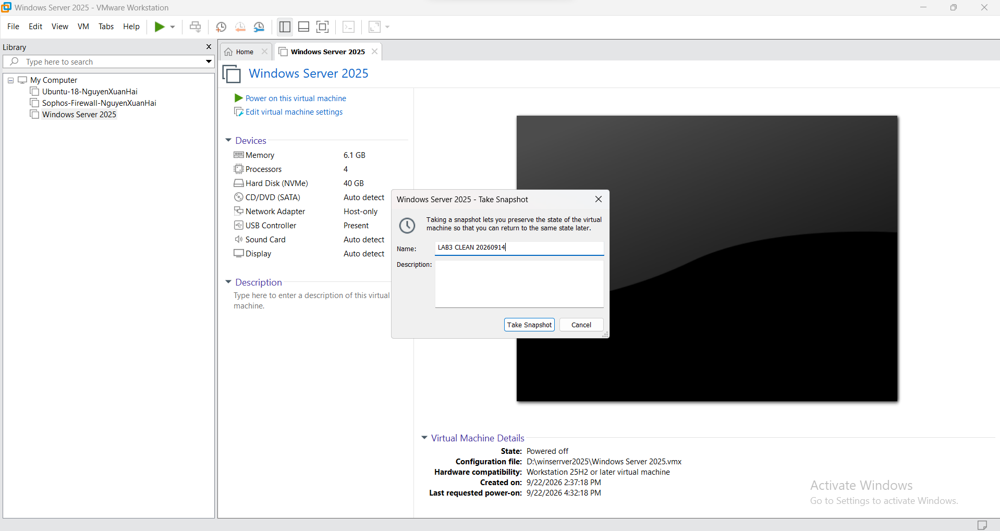 Windows Server 2025 - VMware Workstation
File Edit View VM Tabs Help
Library
Type here to search
My Computer
Ubuntu-18-NguyenXuanHai
Sophos-Firewall-NguyenXuanHai
Windows Server 2025
Home
Windows Server 2025
Windows Server 2025
Power on this virtual machine
Edit virtual machine settings
Devices
Memory 6.1 GB
Processors 4
Hard Disk (NVMe) 40 GB
CD/DVD (SATA) Auto detect
Network Adapter Host-only
USB Controller Present
Sound Card Auto detect
Display Auto detect
Description
Type here to enter a description of this virtual
machine.
Windows Server 2025 - Take Snapshot
Taking a snapshot lets you preserve the state of the virtual
machine so that you can return to the same state later.
Name: LAB3 CLEAN 20260914
Description:
Take Snapshot Cancel
Virtual Machine Details
State: Powered off
Configuration file: D:\winserrver2025\Windows Server 2025.vmx
Hardware compatibility: Workstation 25H2 or later virtual machine
Created on: 9/22/2026 2:37:18 PM
Last requested power-on: 9/22/2026 4:32:18 PM
Activate Windows
Go to Settings to activate Windows.